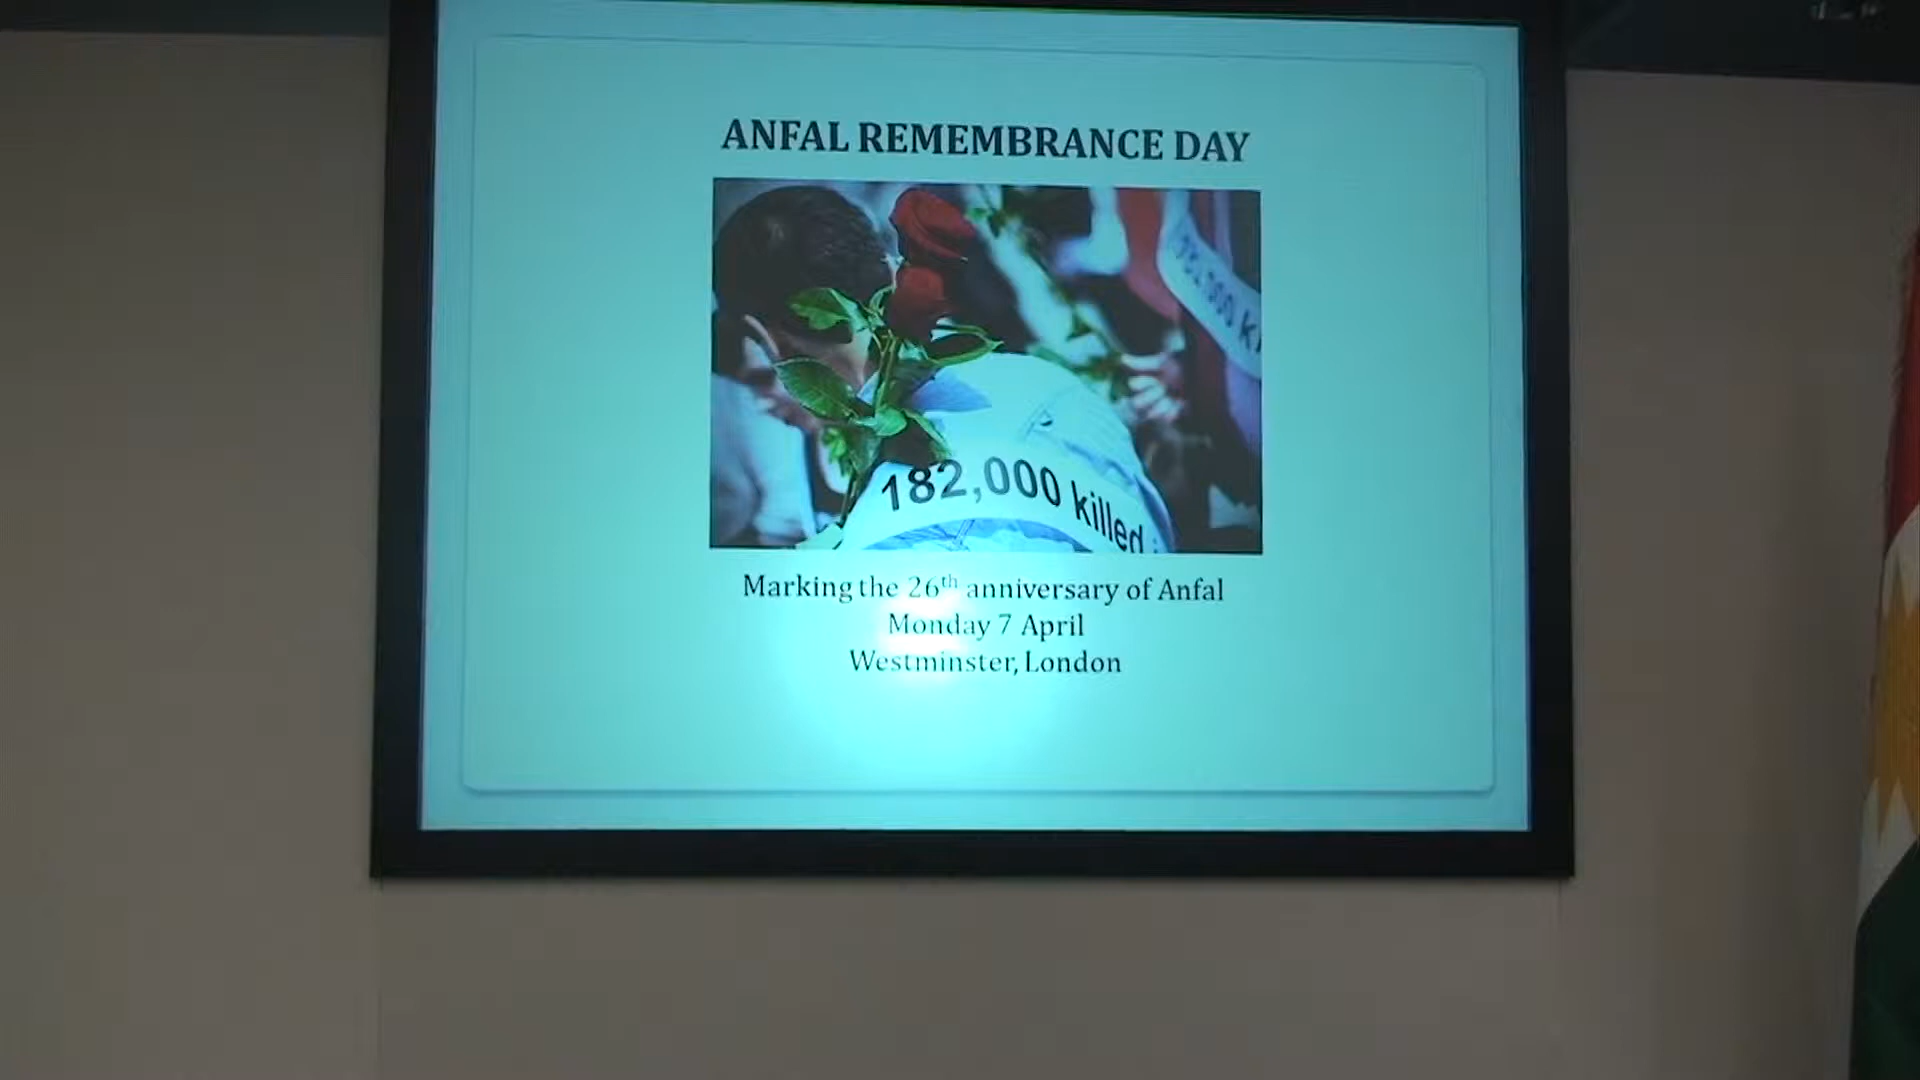 ANFAL REMEMBRANCE DAY
182,000 killed
Marking the 26th anniversary of Anfal
Monday 7 April
Westminster, London